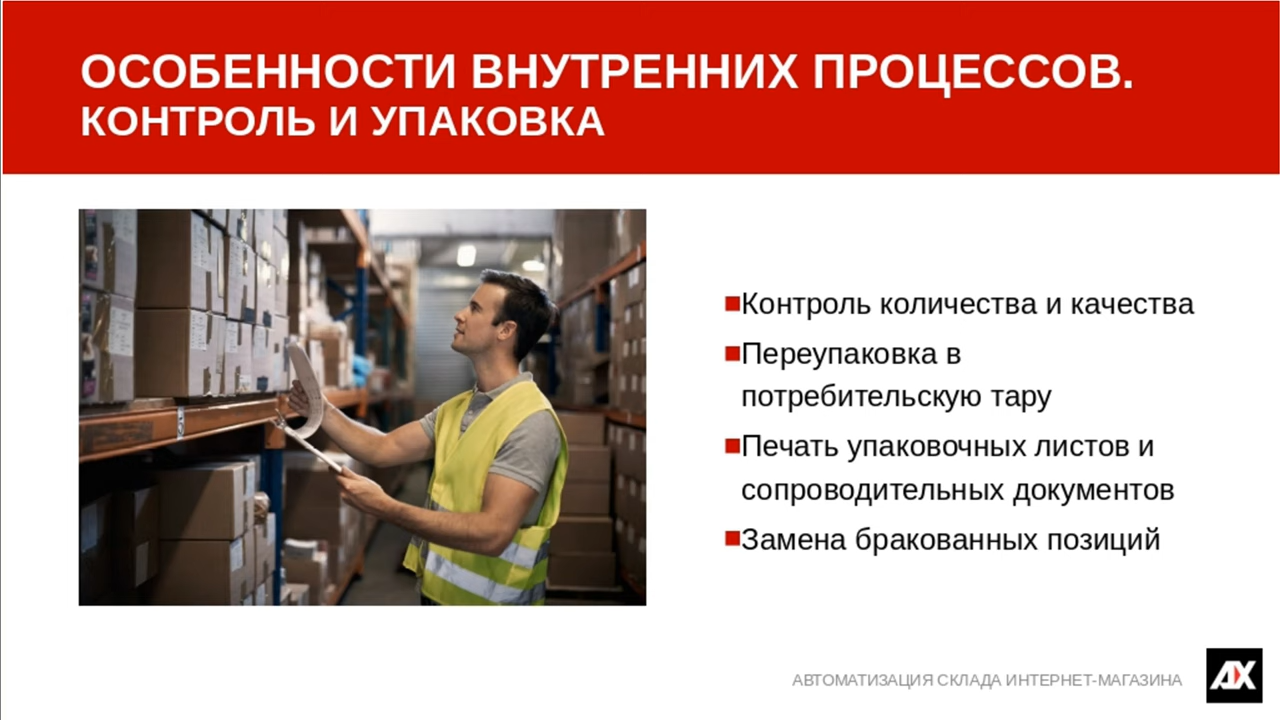 ОСОБЕННОСТИ ВНУТРЕННИХ ПРОЦЕССОВ.
КОНТРОЛЬ И УПАКОВКА
Контроль количества и качества
Переупаковка в
потребительскую тару
Печать упаковочных листов и
сопроводительных документов
Замена бракованных позиций
АВТОМАТИЗАЦИЯ СКЛАДА ИНТЕРНЕТ-МАГАЗИНА
AX